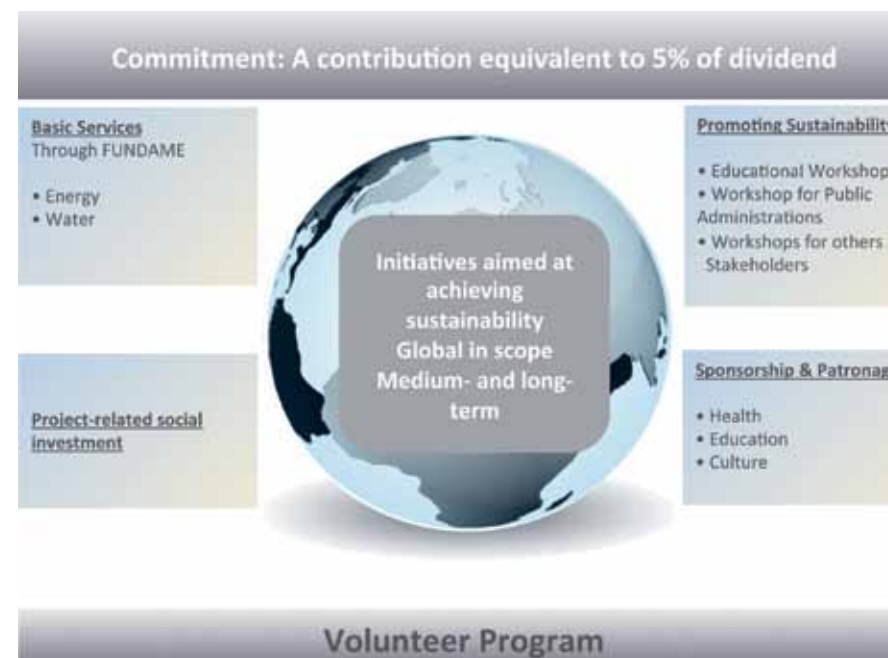 Commitment: A contribution equivalent to 5% of dividend
Basic Services
Through FUNDAME
• Energy
• Water
Project-related social
investment
Initiatives aimed at
achieving
sustainability
Global in scope
Medium- and long-
term
Promoting Sustainability
• Educational Workshop
• Workshop for Public
Administrations
• Workshops for others
Stakeholders
Sponsorship & Patronag
• Health
• Education
• Culture
Volunteer Program